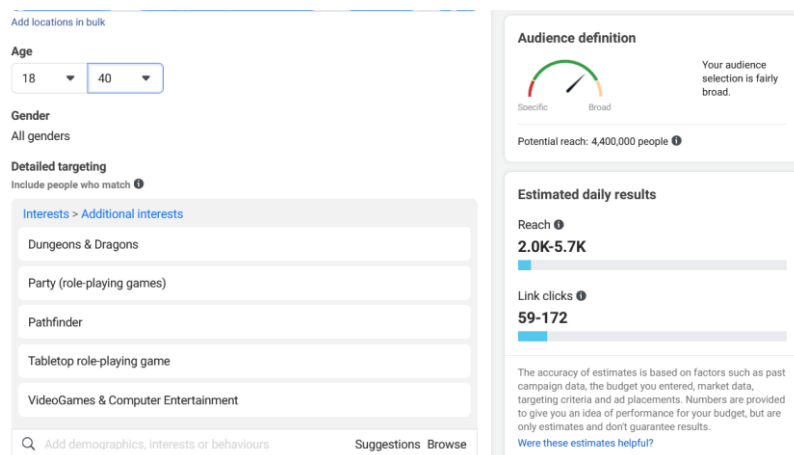 Add locations in bulk
Age
18
40
Gender
All genders
Detailed targeting
Include people who match
Interests > Additional interests
Dungeons & Dragons
Party (role-playing games)
Pathfinder
Tabletop role-playing game
VideoGames & Computer Entertainment
Add demographics, interests or behaviours
Suggestions Browse
Audience definition
Specific
Broad
Your audience
selection is fairly
broad.
Potential reach: 4,400,000 people
Estimated daily results
Reach
2.0K-5.7K
Link clicks
59-172
The accuracy of estimates is based on factors such as past
campaign data, the budget you entered, market data,
targeting criteria and ad placements. Numbers are provided
to give you an idea of performance for your budget, but are
only estimates and don't guarantee results.
Were these estimates helpful?